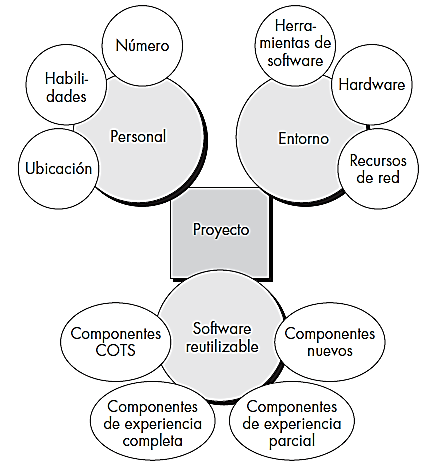 Número
Habili-
dades
Ubicación
Personal
Herra-
mientas de
software
Hardware
Recursos
de red
Entorno
Proyecto
Software
reutilizable
Componentes
COTS
Componentes
nuevos
Componentes
de experiencia
completa
Componentes
de experiencia
parcial